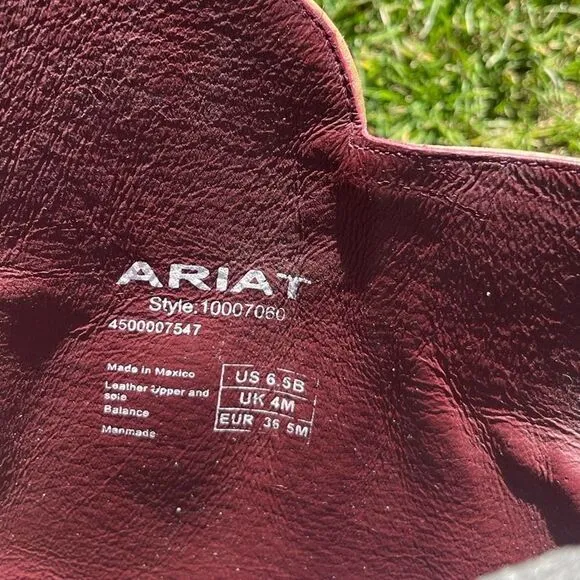 ARIAT
Style:10007060
4500007547
Made in Mexico
Leather Upper and
sole
Balance
Manmade
US 6.5B
UK 4M
EUR 36 5M